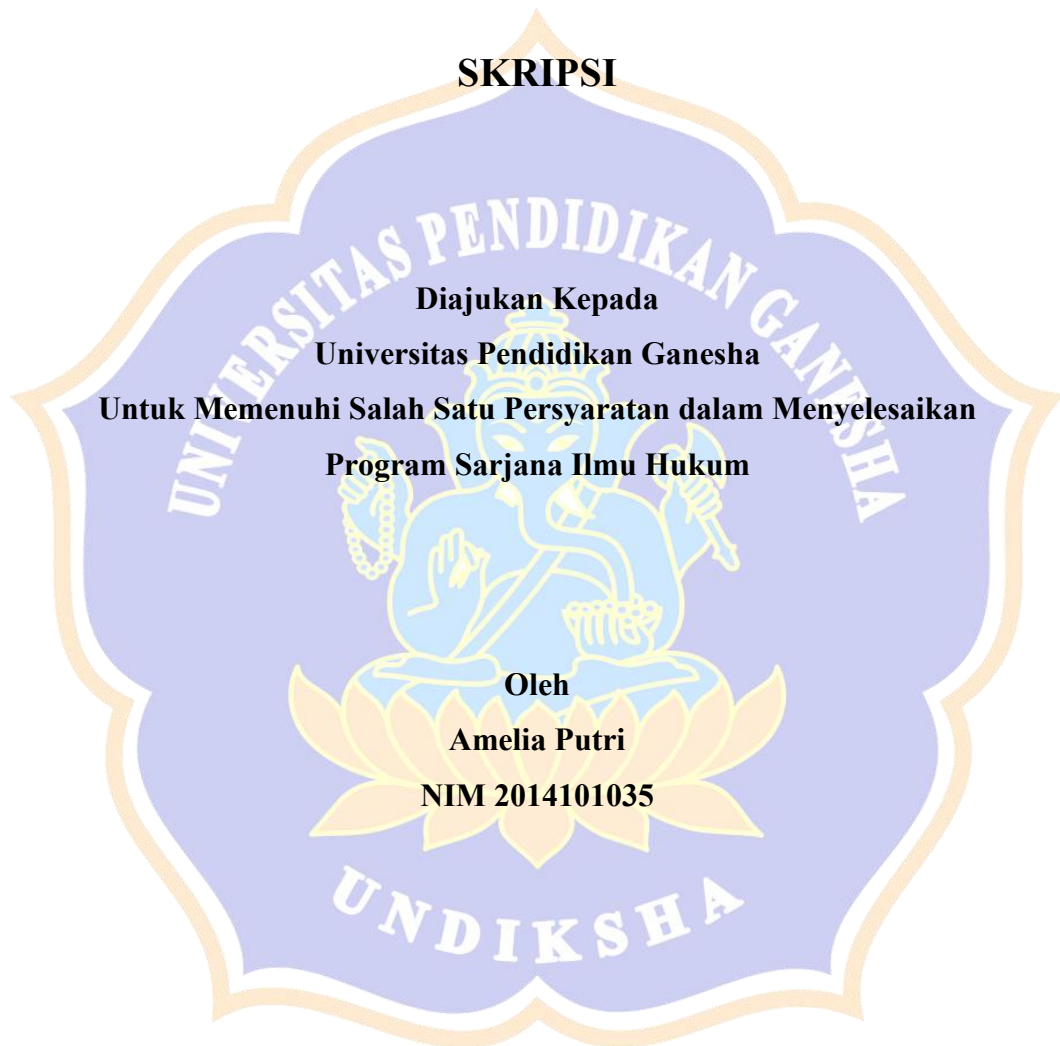 SKRIPSI
UNIVERSITAS PENDIDIKAN GANESHA
Diajukan Kepada
Universitas Pendidikan Ganesha
Untuk Memenuhi Salah Satu Persyaratan dalam Menyelesaikan
Program Sarjana Ilmu Hukum
Oleh
Amelia Putri
NIM 2014101035
UNDIKSHA